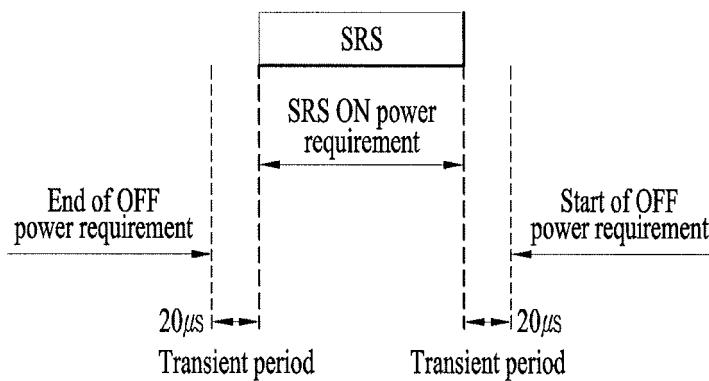 SRS
SRS ON power
requirement
End of OFF
power requirement
Start of OFF
power requirement
20μs
20μs
Transient period
Transient period